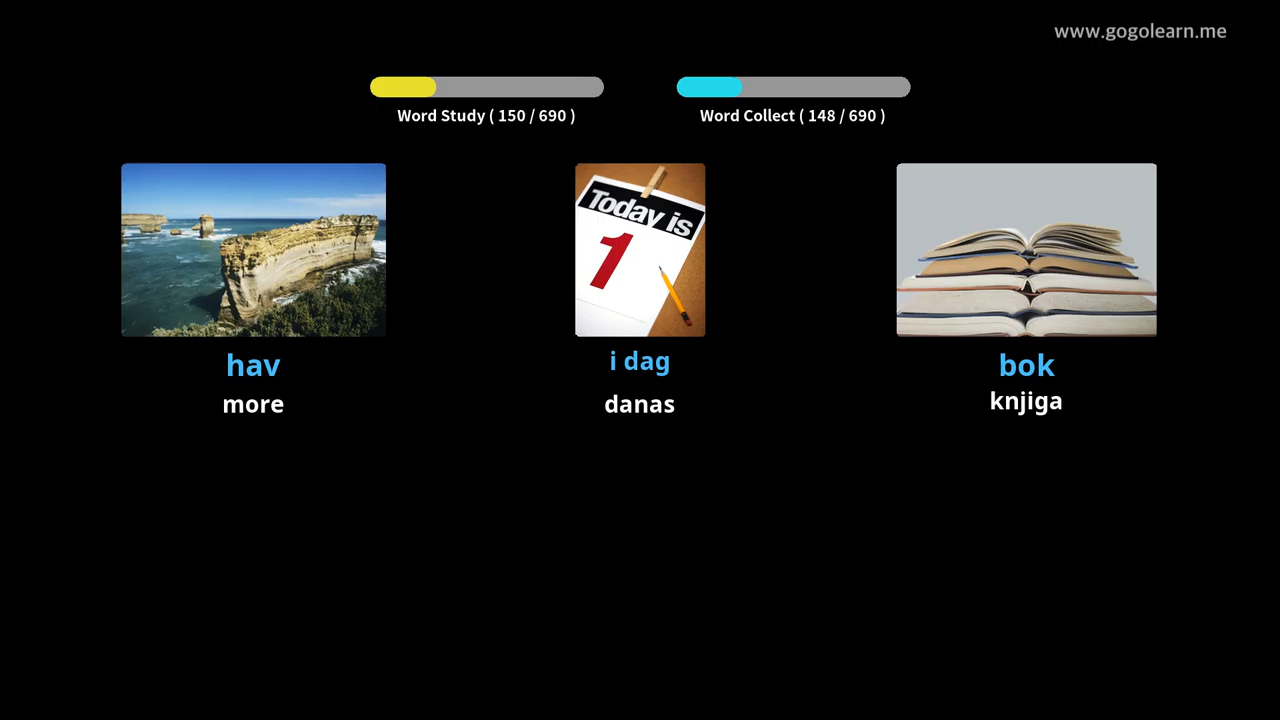 www.gogolearn.me
Word Study ( 150 / 690 )
Word Collect ( 148 / 690 )
Today is
1
hav
i dag
bok
more
danas
knjiga